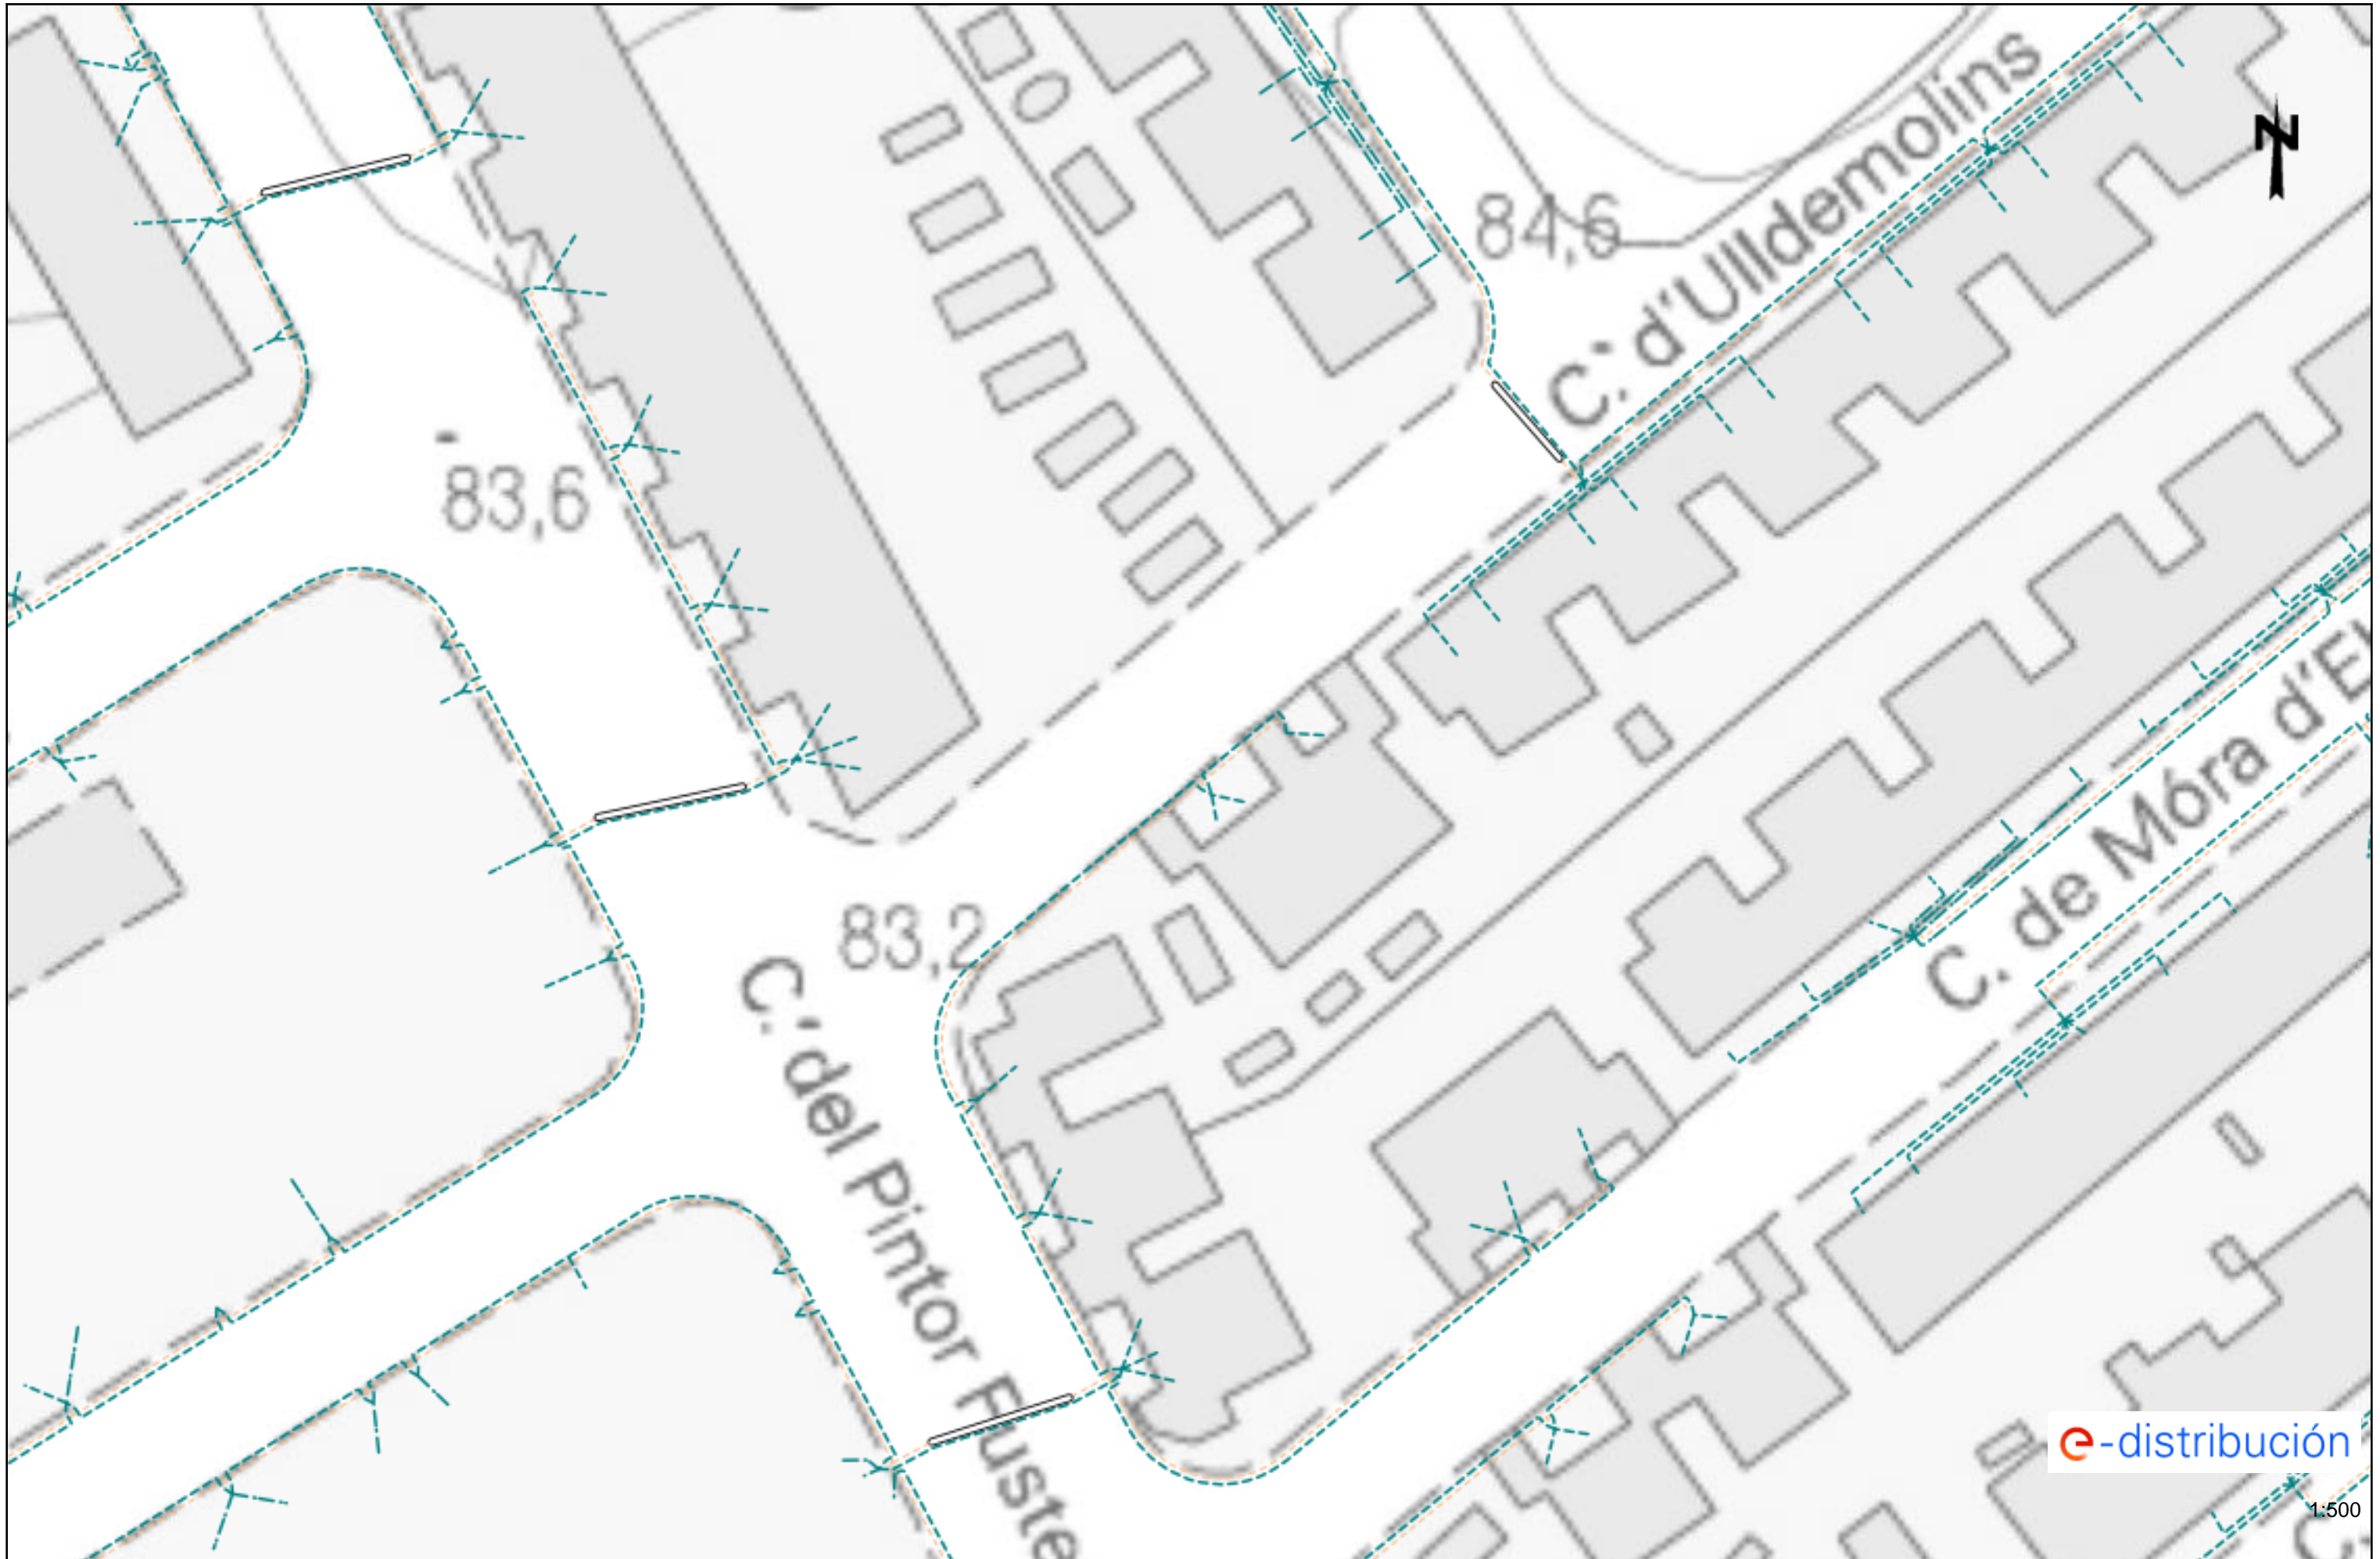 N
C. d'Ulldemolins
84,6
83,6
C. de Móra d'E
83,2
C. del Pintor Fuste
e-distribución
1:500
C.